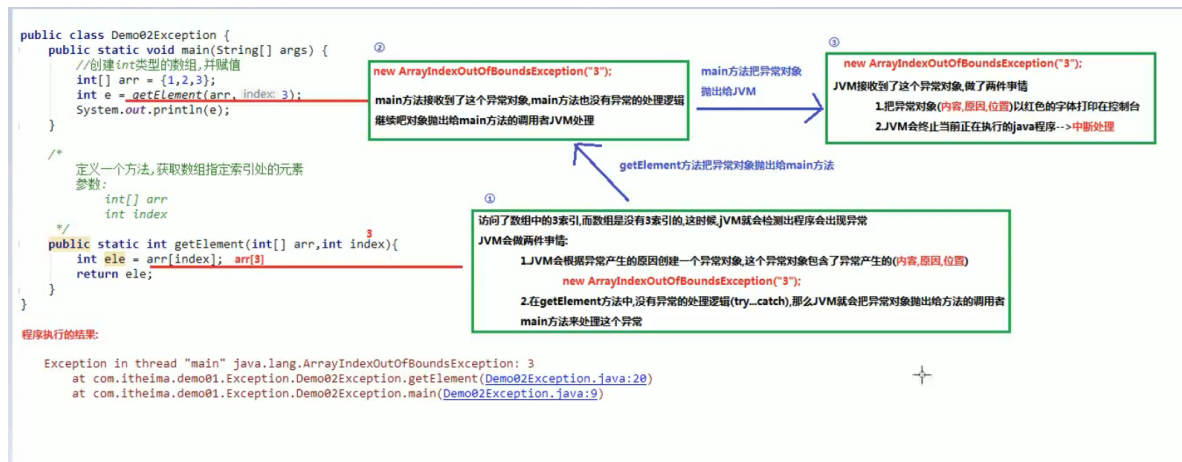 public class Demo02Exception {
public static void main(String[] args) {
//创建int类型的数组,并赋值
int[] arr = {1,2,3};
int e = getElement(arr, index: 3);
System.out.println(e);
}
/*
定义一个方法,获取数组指定索引处的元素
参数:
int[] arr
int index
*/
3
public static int getElement(int[] arr,int index){
int ele = arr[index]; arr[3]
return ele;
}
}
②
new ArrayIndexOutOfBoundsException("3");
main方法接收到了这个异常对象,main方法也没有异常的处理逻辑
继续吧对象抛出给main方法的调用者JVM处理
main方法把异常对象
抛出给JVM
③
new ArrayIndexOutOfBoundsException("3");
JVM接收到了这个异常对象,做了两件事情
1.把异常对象(内容,原因,位置)以红色的字体打印在控制台
2.JVM会终止当前正在执行的java程序-->中断处理
getElement方法把异常对象抛出给main方法
①
访问了数组中的3索引,而数组是没有3索引的,这时候,jVM就会检测出程序会出现异常
JVM会做两件事情:
1.JVM会根据异常产生的原因创建一个异常对象,这个异常对象包含了异常产生的(内容,原因,位置)
new ArrayIndexOutOfBoundsException("3");
2.在getElement方法中,没有异常的处理逻辑(try...catch),那么JVM就会把异常对象抛出给方法的调用者
main方法来处理这个异常
程序执行的结果:
Exception in thread "main" java.lang.ArrayIndexOutOfBoundsException: 3
at com.itheima.demo01.Exception.Demo02Exception.getElement(Demo02Exception.java:20)
at com.itheima.demo01.Exception.Demo02Exception.main(Demo02Exception.java:9)